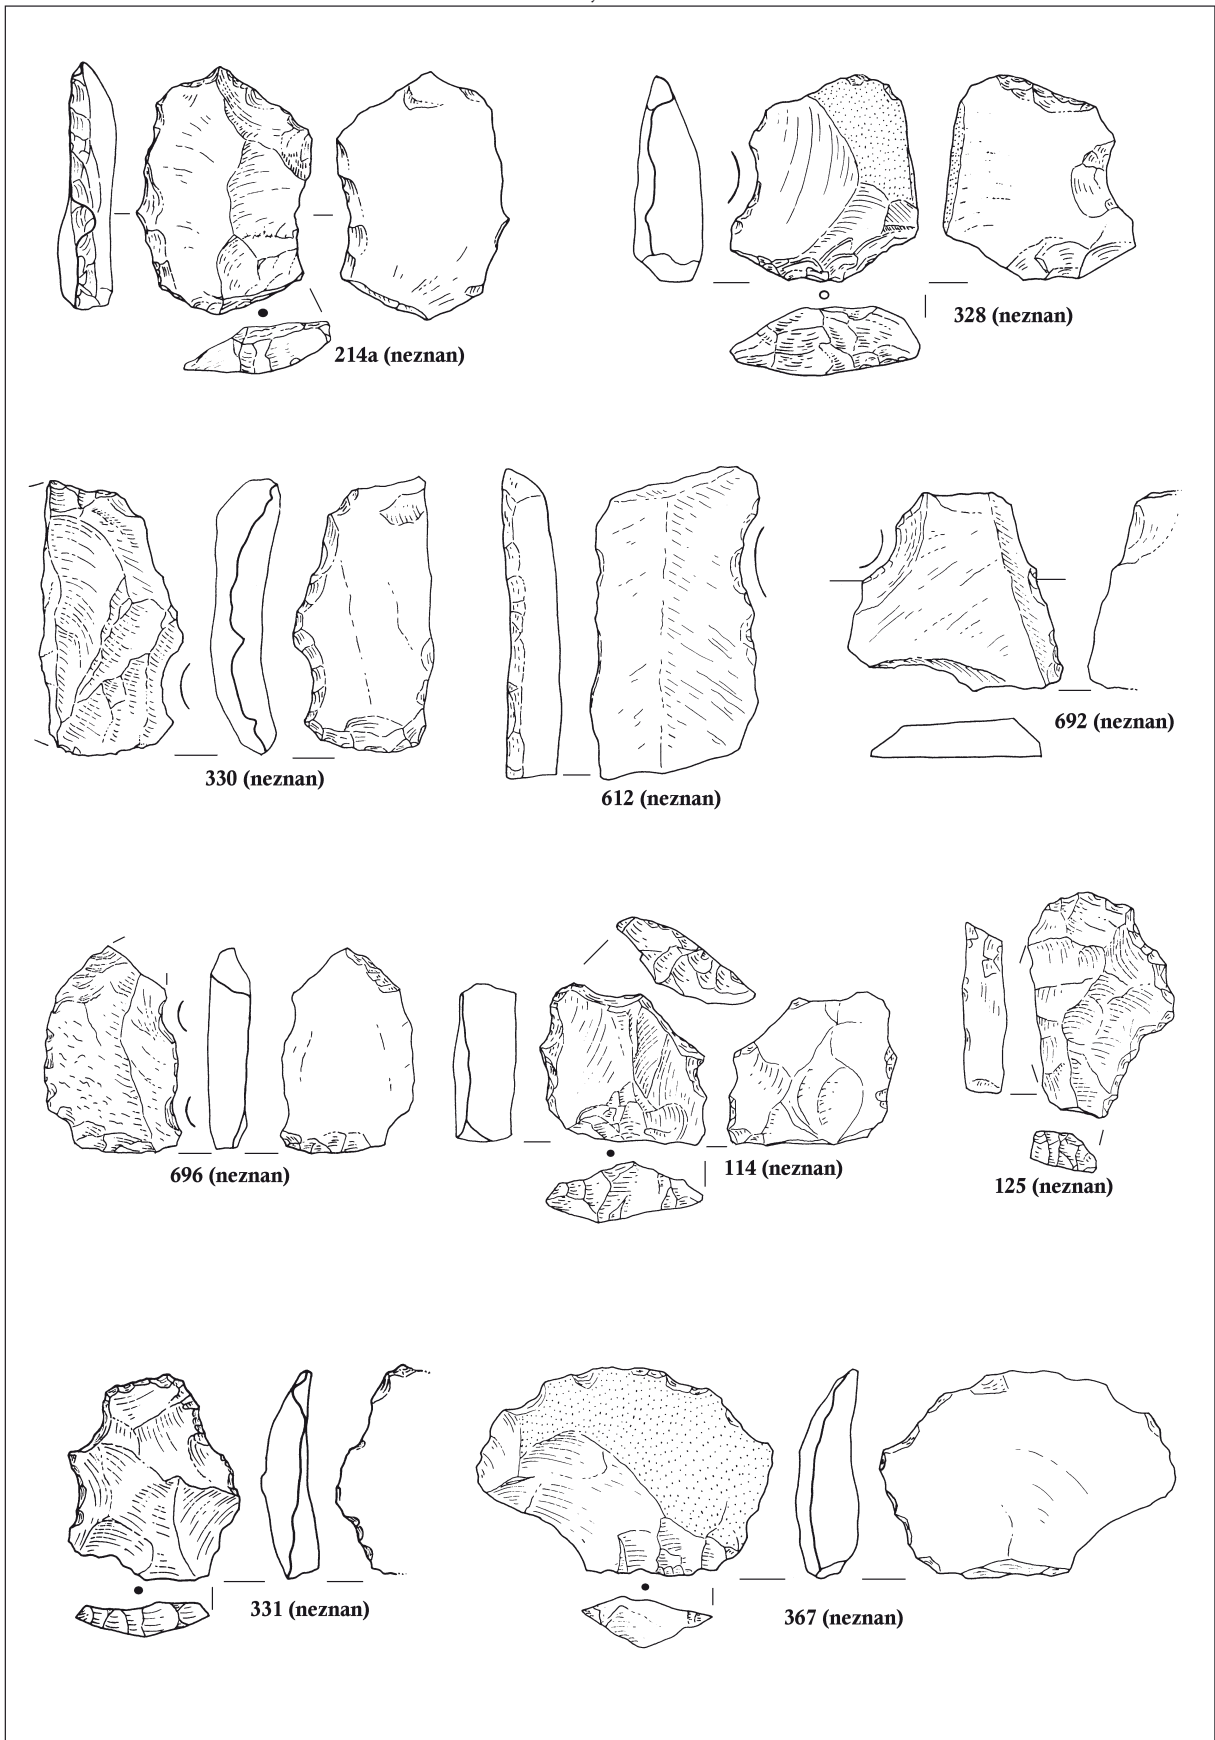 214a (neznan)
328 (neznan)
330 (neznan)
612 (neznan)
692 (neznan)
696 (neznan)
114 (neznan)
125 (neznan)
331 (neznan)
367 (neznan)